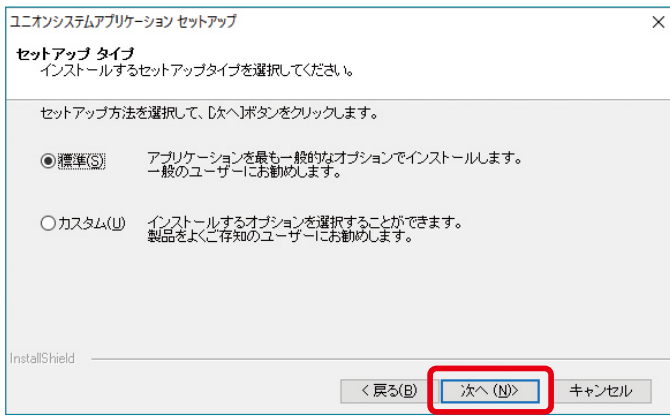 ユニオンシステムアプリケーション セットアップ
セットアップ タイプ
インストールするセットアップタイプを選択してください。
セットアップ方法を選択して、[次へ]ボタンをクリックします。
標準(S)
アプリケーションを最も一般的なオプションでインストールします。
一般のユーザーにお勧めします。
カスタム(U)
インストールするオプションを選択することができます。
製品をよくご存知のユーザーにお勧めします。
InstallShield
< 戻る(B)
次へ (N)>
キャンセル